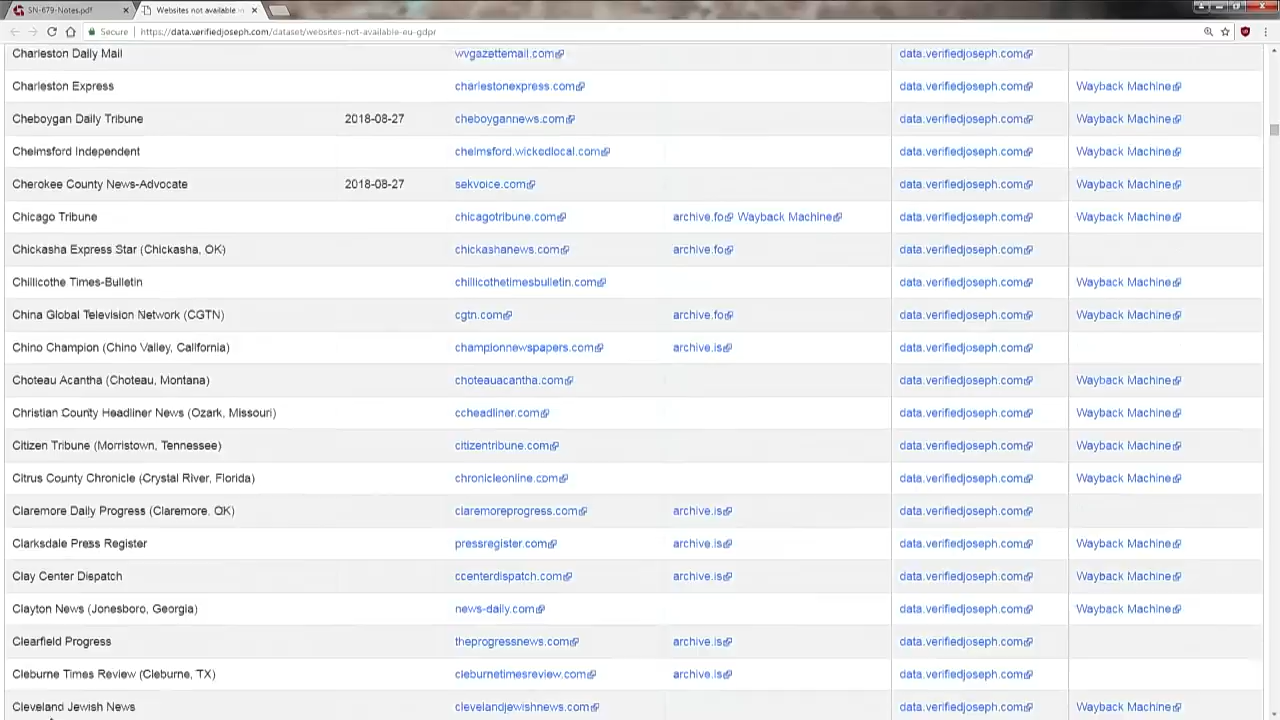 SN-679-Notes.pdf × Websites not available ×
Secure https://data.verifiedjoseph.com/dataset/websites-not-available-eu-gdpr
Charleston Daily Mail wvgazettemail.com data.verifiedjoseph.com
Charleston Express charlestonexpress.com data.verifiedjoseph.com Wayback Machine
Cheboygan Daily Tribune 2018-08-27 cheboygannews.com data.verifiedjoseph.com Wayback Machine
Chelmsford Independent chelmsford.wickedlocal.com data.verifiedjoseph.com Wayback Machine
Cherokee County News-Advocate 2018-08-27 sekvoice.com data.verifiedjoseph.com Wayback Machine
Chicago Tribune chicagotribune.com archive.fo Wayback Machine data.verifiedjoseph.com Wayback Machine
Chickasha Express Star (Chickasha, OK) chickashanews.com archive.fo data.verifiedjoseph.com
Chillicothe Times-Bulletin chillicothetimesbulletin.com data.verifiedjoseph.com Wayback Machine
China Global Television Network (CGTN) cgtn.com archive.fo data.verifiedjoseph.com Wayback Machine
Chino Champion (Chino Valley, California) championnewspapers.com archive.is data.verifiedjoseph.com
Choteau Acantha (Choteau, Montana) choteauacantha.com data.verifiedjoseph.com Wayback Machine
Christian County Headliner News (Ozark, Missouri) ccheadliner.com data.verifiedjoseph.com Wayback Machine
Citizen Tribune (Morristown, Tennessee) citizentribune.com data.verifiedjoseph.com Wayback Machine
Citrus County Chronicle (Crystal River, Florida) chronicleonline.com data.verifiedjoseph.com Wayback Machine
Claremore Daily Progress (Claremore, OK) claremoreprogress.com archive.is data.verifiedjoseph.com
Clarksdale Press Register pressregister.com archive.is data.verifiedjoseph.com Wayback Machine
Clay Center Dispatch ccenterdispatch.com archive.is data.verifiedjoseph.com Wayback Machine
Clayton News (Jonesboro, Georgia) news-daily.com data.verifiedjoseph.com Wayback Machine
Clearfield Progress theprogressnews.com archive.is data.verifiedjoseph.com
Cleburne Times Review (Cleburne, TX) cleburnetimesreview.com archive.is data.verifiedjoseph.com
Cleveland Jewish News clevelandjewishnews.com data.verifiedjoseph.com Wayback Machine